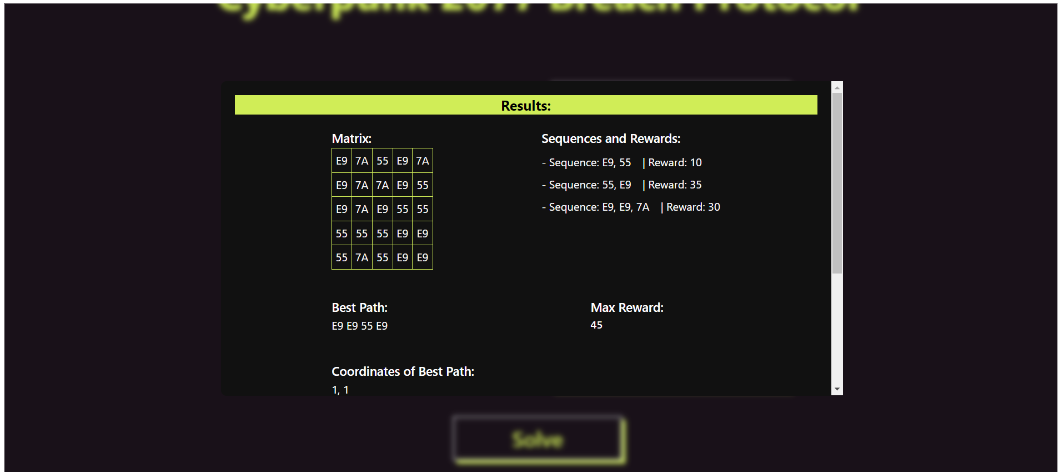 Cyberpunk 2077 Breach Protocol
Results:
Matrix:
E9 7A 55 E9 7A
E9 7A 7A E9 55
E9 7A E9 55 55
55 55 55 E9 E9
55 7A 55 E9 E9
Sequences and Rewards:
- Sequence: E9, 55 | Reward: 10
- Sequence: 55, E9 | Reward: 35
- Sequence: E9, E9, 7A | Reward: 30
Best Path:
E9 E9 55 E9
Max Reward:
45
Coordinates of Best Path:
1, 1
Solve